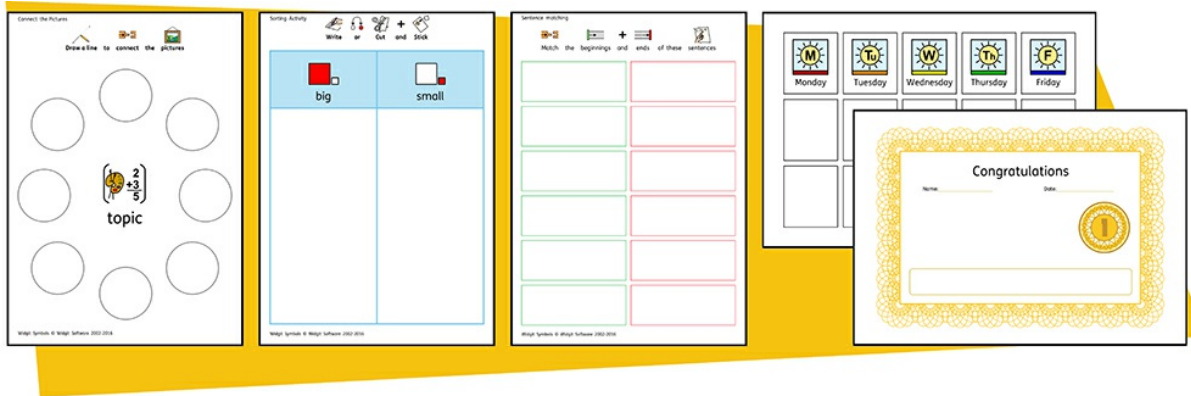 Connect the Pictures
Draw a line to connect the pictures
2
+3
5
topic
Widgit Symbols © Widgit Software 2002-2016
Sorting Activity
Write or Cut and Stick
big small
Widgit Symbols © Widgit Software 2002-2016
Sentence matching
Match the beginnings and ends of these sentences
Widgit Symbols © Widgit Software 2002-2016
M Tu W Th F
Monday Tuesday Wednesday Thursday Friday
Congratulations
Name: Date:
1